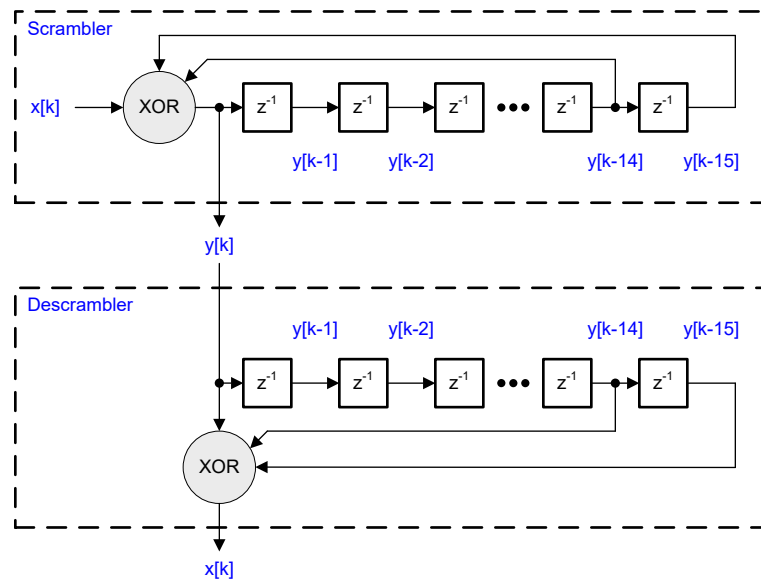 Scrambler
x[k] XOR z⁻¹ z⁻¹ z⁻¹ z⁻¹ z⁻¹
y[k-1] y[k-2] y[k-14] y[k-15]
y[k]
Descrambler
y[k-1] y[k-2] y[k-14] y[k-15]
z⁻¹ z⁻¹ z⁻¹ z⁻¹ z⁻¹
XOR
x[k]